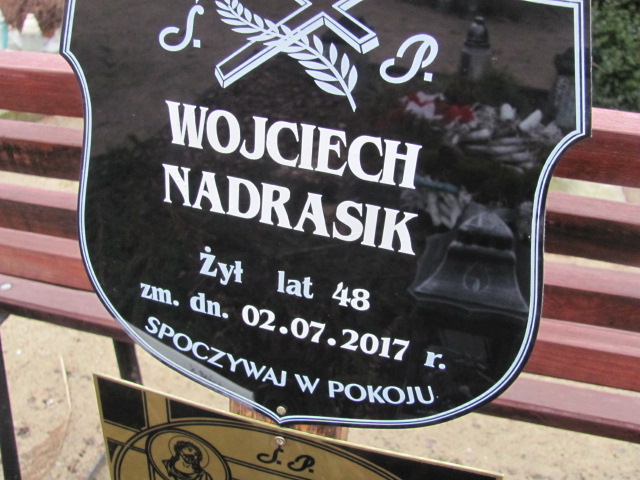 Ś. P.
WOJCIECH
NADRASIK
Żył lat 48
zm. dn. 02.07.2017 r.
SPOCZYWAJ W POKOJU
Ś. P.